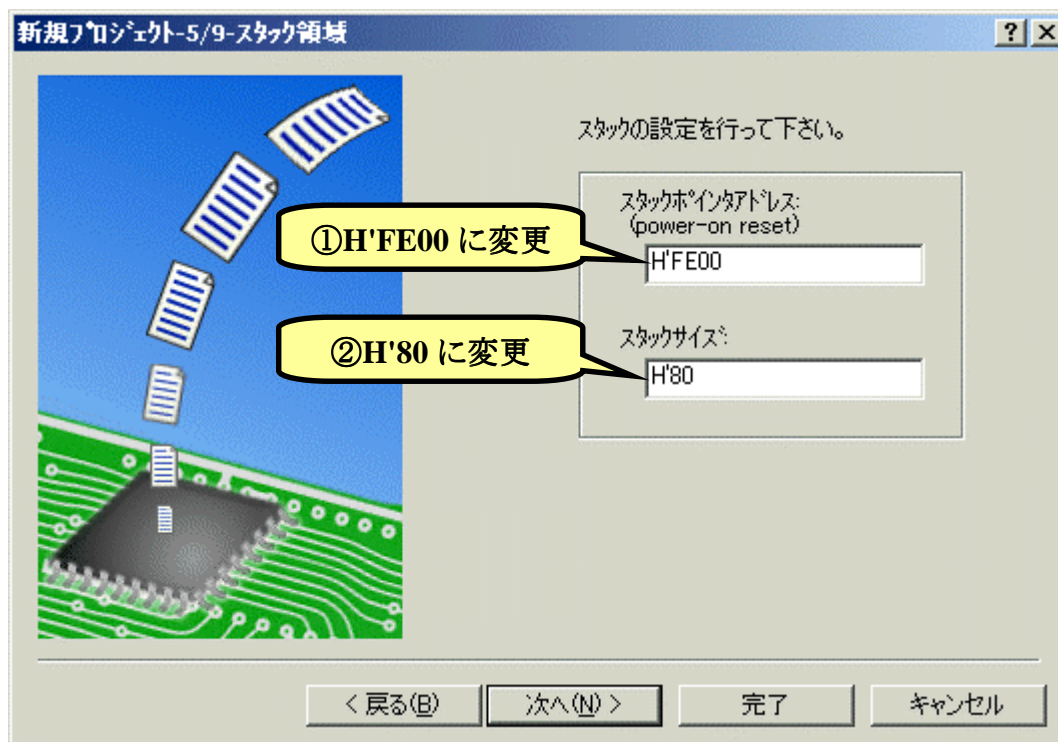 新規プロジェクト-5/9-スタック領域
スタックの設定を行って下さい。
スタックポインタアドレス:
(power-on reset)
①H'FE00 に変更
H'FE00
スタックサイズ:
②H'80 に変更
H'80
< 戻る(B)
次へ(N) >
完了
キャンセル